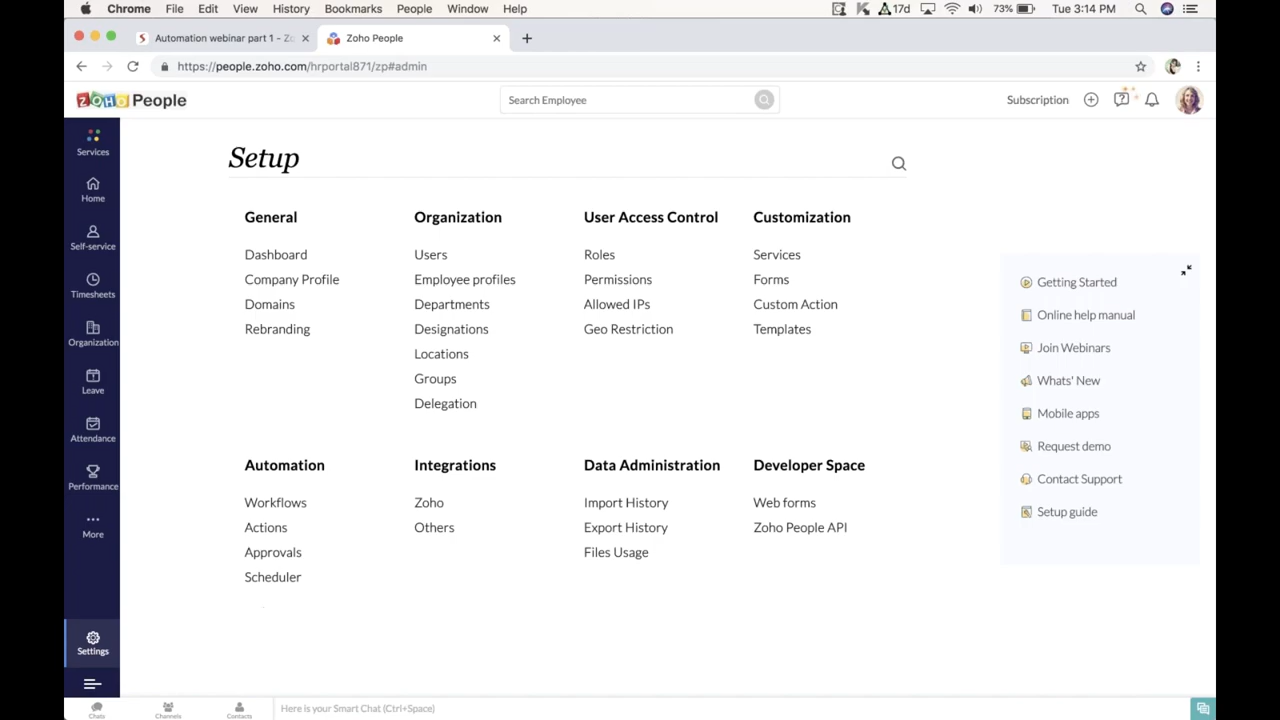 Chrome File Edit View History Bookmarks People Window Help 17d 73% Tue 3:14 PM
Automation webinar part 1 - Zo
Zoho People
https://people.zoho.com/hrportal871/zp#admin
ZOHO People
Search Employee
Subscription
Services
Home
Self-service
Timesheets
Organization
Leave
Attendance
Performance
More
Settings
Setup
General
Dashboard
Company Profile
Domains
Rebranding
Organization
Users
Employee profiles
Departments
Designations
Locations
Groups
Delegation
User Access Control
Roles
Permissions
Allowed IPs
Geo Restriction
Customization
Services
Forms
Custom Action
Templates
Automation
Workflows
Actions
Approvals
Scheduler
Integrations
Zoho
Others
Data Administration
Import History
Export History
Files Usage
Developer Space
Web forms
Zoho People API
Getting Started
Online help manual
Join Webinars
Whats' New
Mobile apps
Request demo
Contact Support
Setup guide
Chats
Channels
Contacts
Here is your Smart Chat (Ctrl+Space)